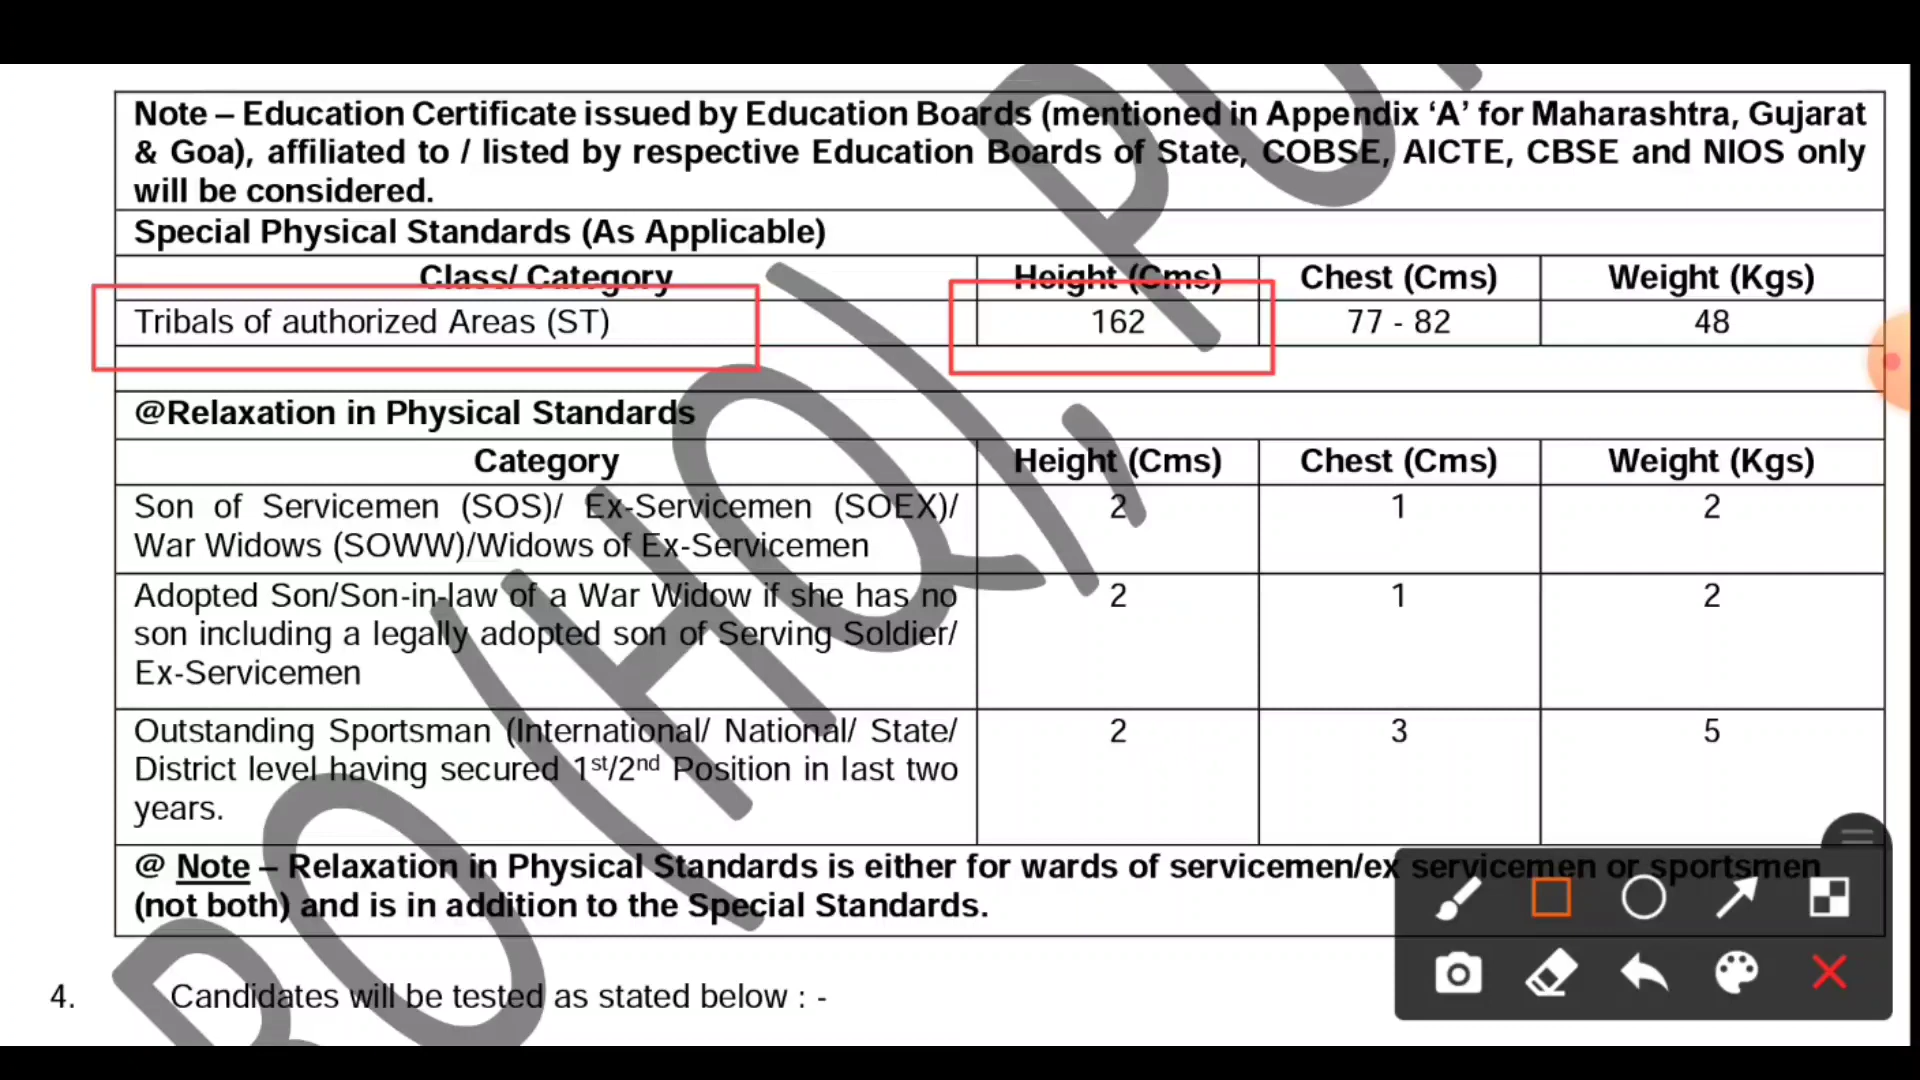 Note – Education Certificate issued by Education Boards (mentioned in Appendix ‘A’ for Maharashtra, Gujarat
& Goa), affiliated to / listed by respective Education Boards of State, COBSE, AICTE, CBSE and NIOS only
will be considered.
Special Physical Standards (As Applicable)
Class/ Category Height (Cms) Chest (Cms) Weight (Kgs)
Tribals of authorized Areas (ST) 162 77 - 82 48
@Relaxation in Physical Standards
Category Height (Cms) Chest (Cms) Weight (Kgs)
Son of Servicemen (SOS)/ Ex-Servicemen (SOEX)/ 2 1 2
War Widows (SOWW)/Widows of Ex-Servicemen
Adopted Son/Son-in-law of a War Widow if she has no 2 1 2
son including a legally adopted son of Serving Soldier/
Ex-Servicemen
Outstanding Sportsman (International/ National/ State/ 2 3 5
District level having secured 1st/2nd Position in last two
years.
@ Note – Relaxation in Physical Standards is either for wards of servicemen/ex servicemen or sportsmen
(not both) and is in addition to the Special Standards.
4. Candidates will be tested as stated below : -
RO (HQ),